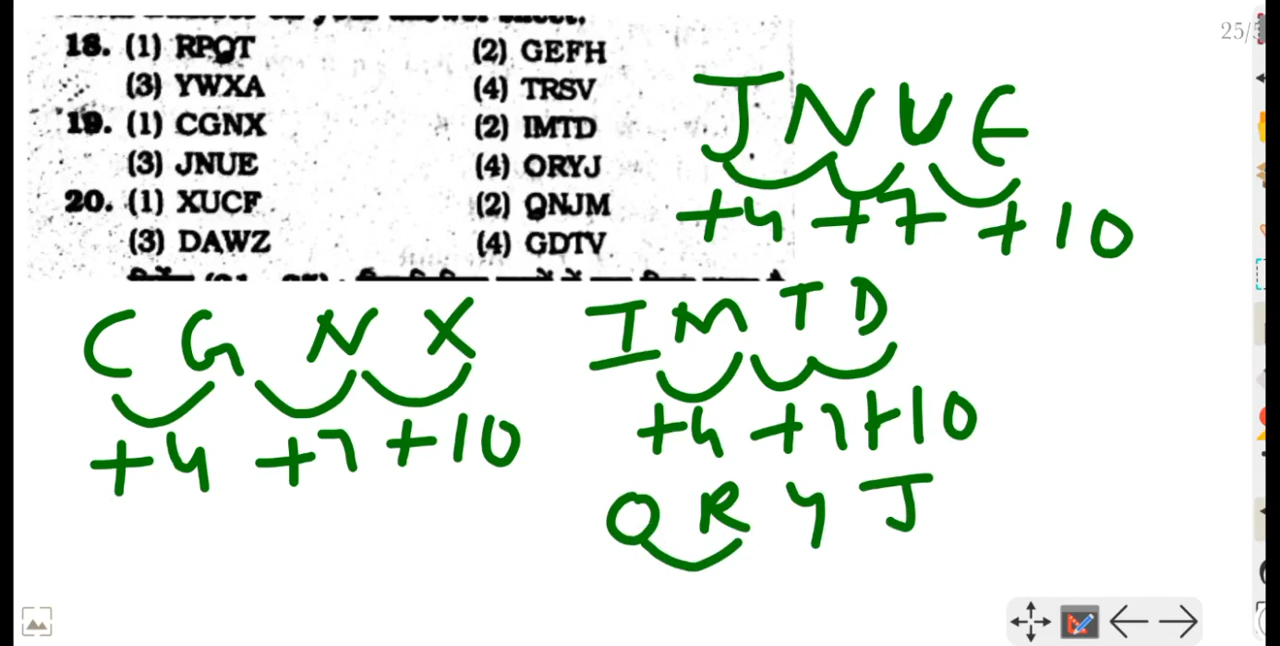 25/
18. (1) RPQT (2) GEFH
(3) YWXA (4) TRSV
19. (1) CGNX (2) IMTD
(3) JNUE (4) ORYJ
20. (1) XUCF (2) QNJM
(3) DAWZ (4) GDTV
JNUE
+4 +7 +10
CGNX
+4 +7 +10
IMTD
+4 +7 +10
ORYJ